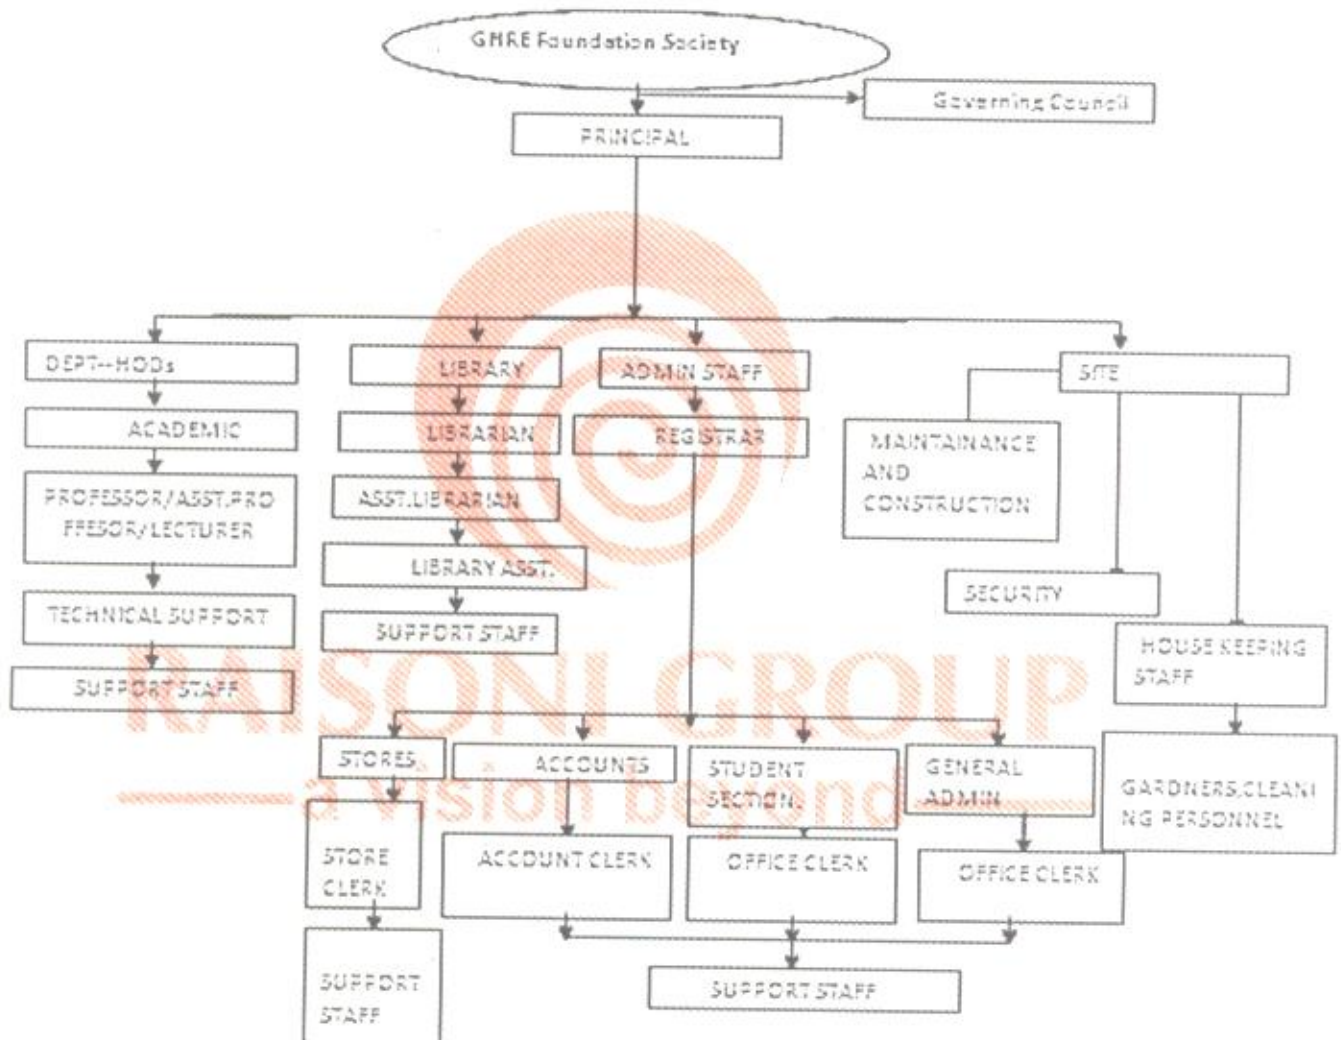 GHRE Foundation Society
Governing Council
PRINCIPAL
DEPT--HODs
LIBRARY
ADMIN STAFF
SITE
ACADEMIC
LIBRARIAN
REGISTRAR
MAINTAINANCE
AND
CONSTRUCTION
PROFESSOR/ASST.PRO
FFESOR/LECTURER
ASST.LIBRARIAN
LIBRARY ASST.
SECURITY
TECHNICAL SUPPORT
SUPPORT STAFF
HOUSE KEEPING
STAFF
SUPPORT STAFF
RAISONI GROUP
a vision beyond
STORES
ACCOUNTS
STUDENT
SECTION.
GENERAL
ADMIN
GARDNERS,CLEANI
NG PERSONNEL
STORE
CLERK
ACCOUNT CLERK
OFFICE CLERK
OFFICE CLERK
SUPPORT
STAFF
SUPPORT STAFF